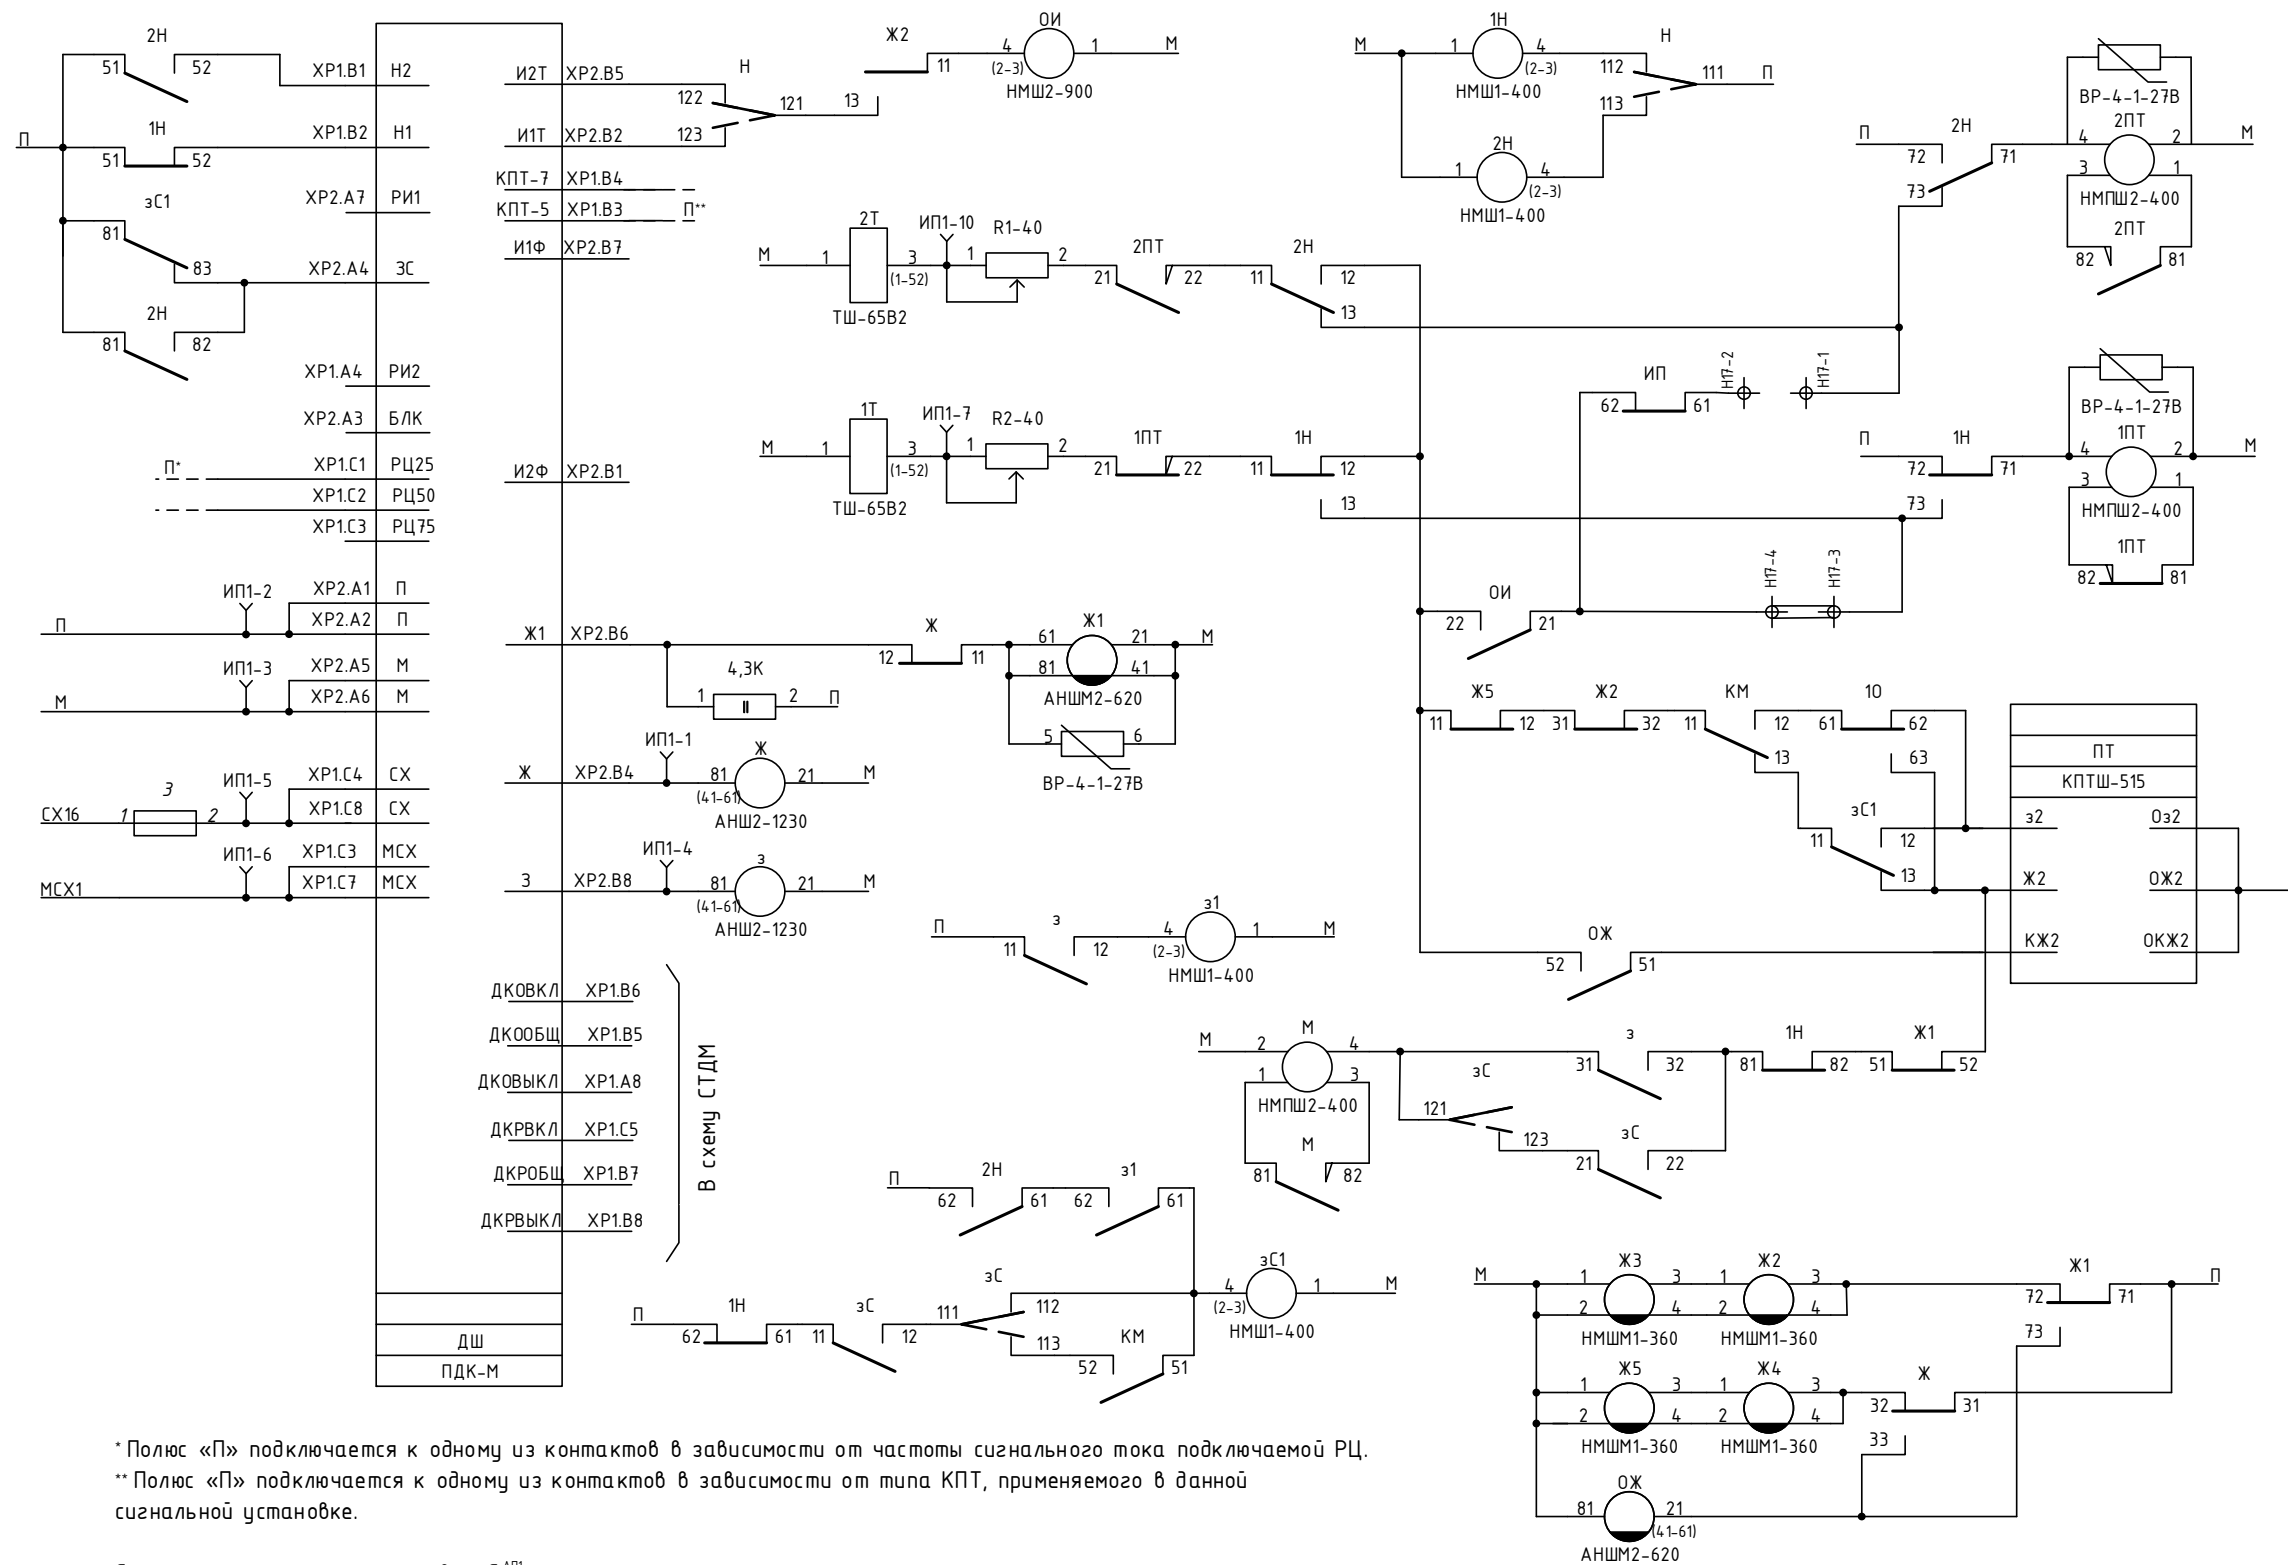 2Н
51 52
ХР1.В1 Н2
1Н
П
51 52
ХР1.В2 Н1
зС1
81
83
ХР2.А7 РИ1
ХР2.А4 ЗС
2Н
81 82
ХР1.А4 РИ2
ХР2.А3 БЛК
П*
ХР1.С1 РЦ25
ХР1.С2 РЦ50
ХР1.С3 РЦ75
ИП1-2
ХР2.А1 П
П
ХР2.А2 П
ИП1-3
ХР2.А5 М
М
ХР2.А6 М
ИП1-5
ХР1.С4 СХ
СХ16 1 3 2
ХР1.С8 СХ
ИП1-6
ХР1.С3 МСХ
МСХ1
ХР1.С7 МСХ
ДШ
ПДК-М
И2Т ХР2.В5
И1Т ХР2.В2
КПТ-7 ХР1.В4
КПТ-5 ХР1.В3 П**
И1Ф ХР2.В7
И2Ф ХР2.В1
Ж1 ХР2.В6
Ж ХР2.В4
З ХР2.В8
ДКОВКЛ ХР1.В6
ДКООБЩ ХР1.В5
ДКОВЫКЛ ХР1.А8
ДКРВКЛ ХР1.С5
ДКРОБЩ ХР1.В7
ДКРВЫКЛ ХР1.В8
В схему СТДМ
Н
122
123
121 13
Ж2
11
ОИ
4 1 М
(2-3)
НМШ2-900
1Н
М 1 4
(2-3)
НМШ1-400
Н
112
113
111 П
2Н
1 4
(2-3)
НМШ1-400
2Т
М 1 3
(1-52)
ТШ-65В2
ИП1-10
R1-40
1 2
2ПТ
21 22
2Н
11 12
13
1Т
М 1 3
(1-52)
ТШ-65В2
ИП1-7
R2-40
1 2
1ПТ
21 22
1Н
11 12
13
П 2Н
72 71
73
ВР-4-1-27В
2ПТ
4 2 М
3 1
НМПШ2-400
2ПТ
82 81
ИП
62 61
Н17-2
Н17-1
П 1Н
72 71
73
ВР-4-1-27В
1ПТ
4 2 М
3 1
НМПШ2-400
1ПТ
82 81
ОИ
22 21
Н17-4
Н17-3
Ж
12 11
4,3К
1 2 П
Ж1
61 21 М
81 41
АНШМ2-620
5 6
ВР-4-1-27В
ИП1-1
Ж
81 21 М
(41-61)
АНШ2-1230
ИП1-4
з
81 21 М
(41-61)
АНШ2-1230
П з
11 12
з1
4 1 М
(2-3)
НМШ1-400
Ж5
11 12
Ж2
31 32
КМ
11 12
13
1О
61 62
63
зС1
11 12
13
ОЖ
52 51
ПТ
КПТШ-515
з2 Оз2
Ж2 ОЖ2
КЖ2 ОКЖ2
М
М 2 4
1 3
НМПШ2-400
М
81 82
з
31 32
1Н
81 82
Ж1
51 52
зС
121
123
зС
21 22
П 2Н
62 61
з1
62 61
П 1Н
62 61
зС
11 12
зС
111 112
113
КМ
52 51
зС1
4 1 М
(2-3)
НМШ1-400
М Ж3
1 3
2 4
НМШМ1-360
Ж2
1 3
2 4
НМШМ1-360
Ж1
72 71 П
73
Ж5
1 3
2 4
НМШМ1-360
Ж4
1 3
2 4
НМШМ1-360
Ж
32 31
33
ОЖ
81 21
(41-61)
АНШМ2-620
* Полюс «П» подключается к одному из контактов в зависимости от частоты сигнального тока подключаемой РЦ.
** Полюс «П» подключается к одному из контактов в зависимости от типа КПТ, применяемого в данной
сигнальной установке.